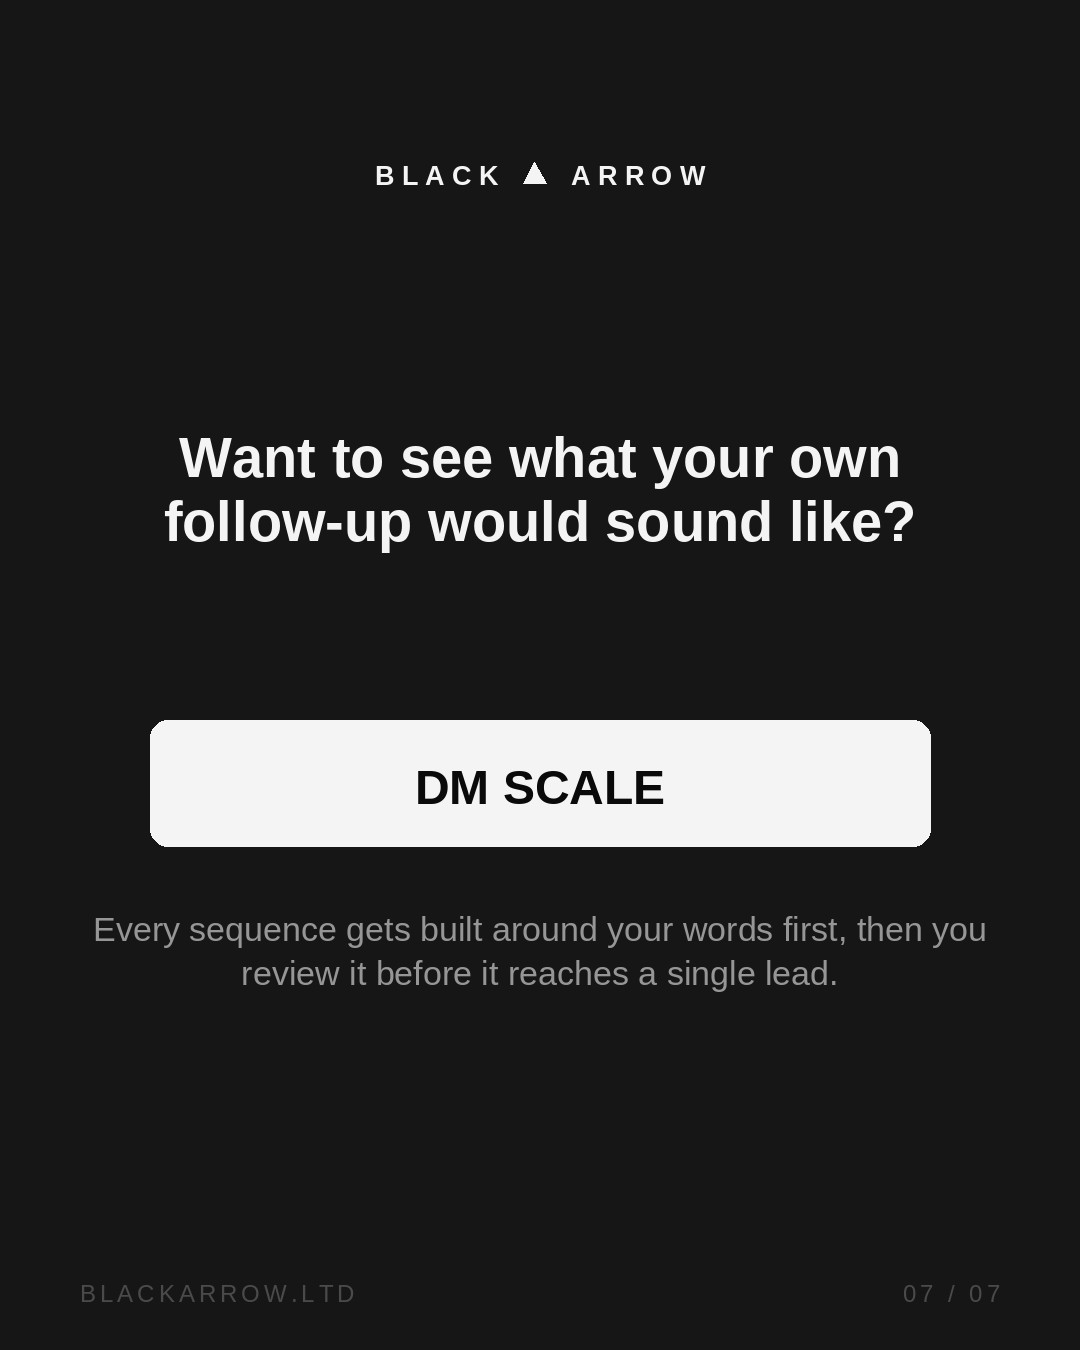 BLACK ▲ ARROW
Want to see what your own
follow-up would sound like?
DM SCALE
Every sequence gets built around your words first, then you
review it before it reaches a single lead.
BLACKARROW.LTD
07 / 07